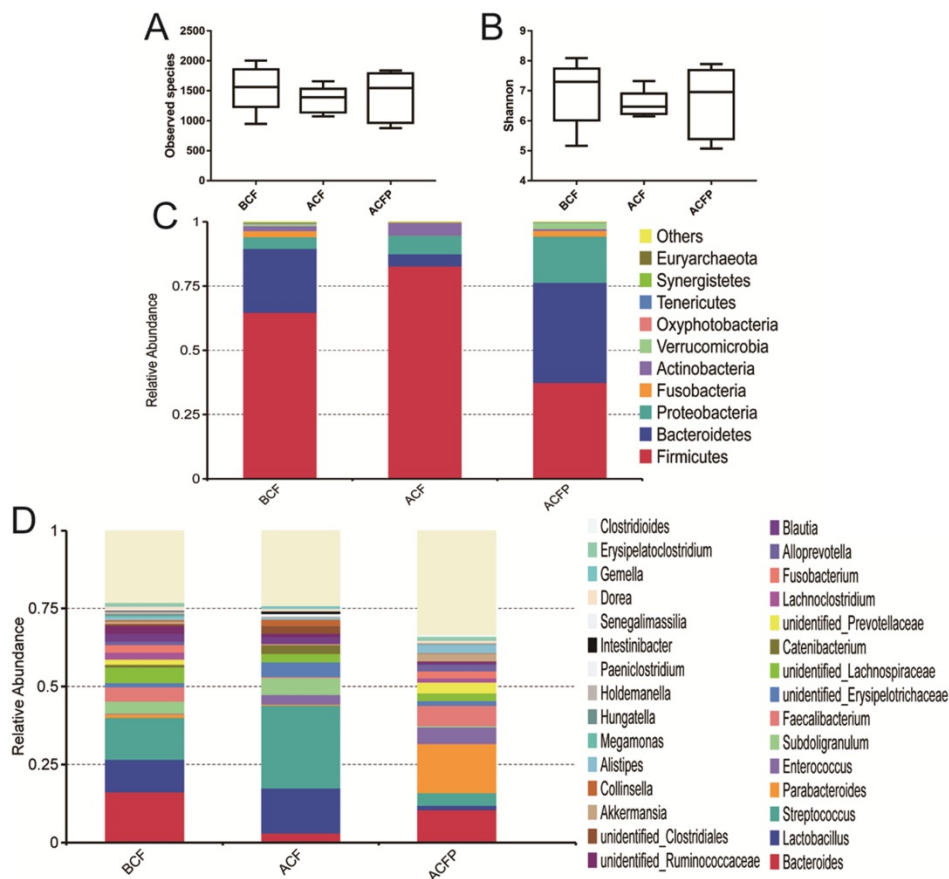 A
B
2500
2000
1500
1000
500
0
Observed species
BCF
ACF
ACFP
9
8
7
6
5
4
Shannon
BCF
ACF
ACFP
C
1
0.75
0.5
0.25
0
Relative Abundance
BCF
ACF
ACFP
Others
Euryarchaeota
Synergistetes
Tenericutes
Oxyphotobacteria
Verrucomicrobia
Actinobacteria
Fusobacteria
Proteobacteria
Bacteroidetes
Firmicutes
D
1
0.75
0.5
0.25
0
Relative Abundance
BCF
ACF
ACFP
Clostridioides
Erysipelatoclostridium
Gemella
Dorea
Senegalimassilia
Intestinibacter
Paeniclostridium
Holdemanella
Hungatella
Megamonas
Alistipes
Collinsella
Akkermansia
unidentified_Clostridiales
unidentified_Ruminococcaceae
Blautia
Alloprevotella
Fusobacterium
Lachnoclostridium
unidentified_Prevotellaceae
Catenibacterium
unidentified_Lachnospiraceae
unidentified_Erysipelotrichaceae
Faecalibacterium
Subdoligranulum
Enterococcus
Parabacteroides
Streptococcus
Lactobacillus
Bacteroides